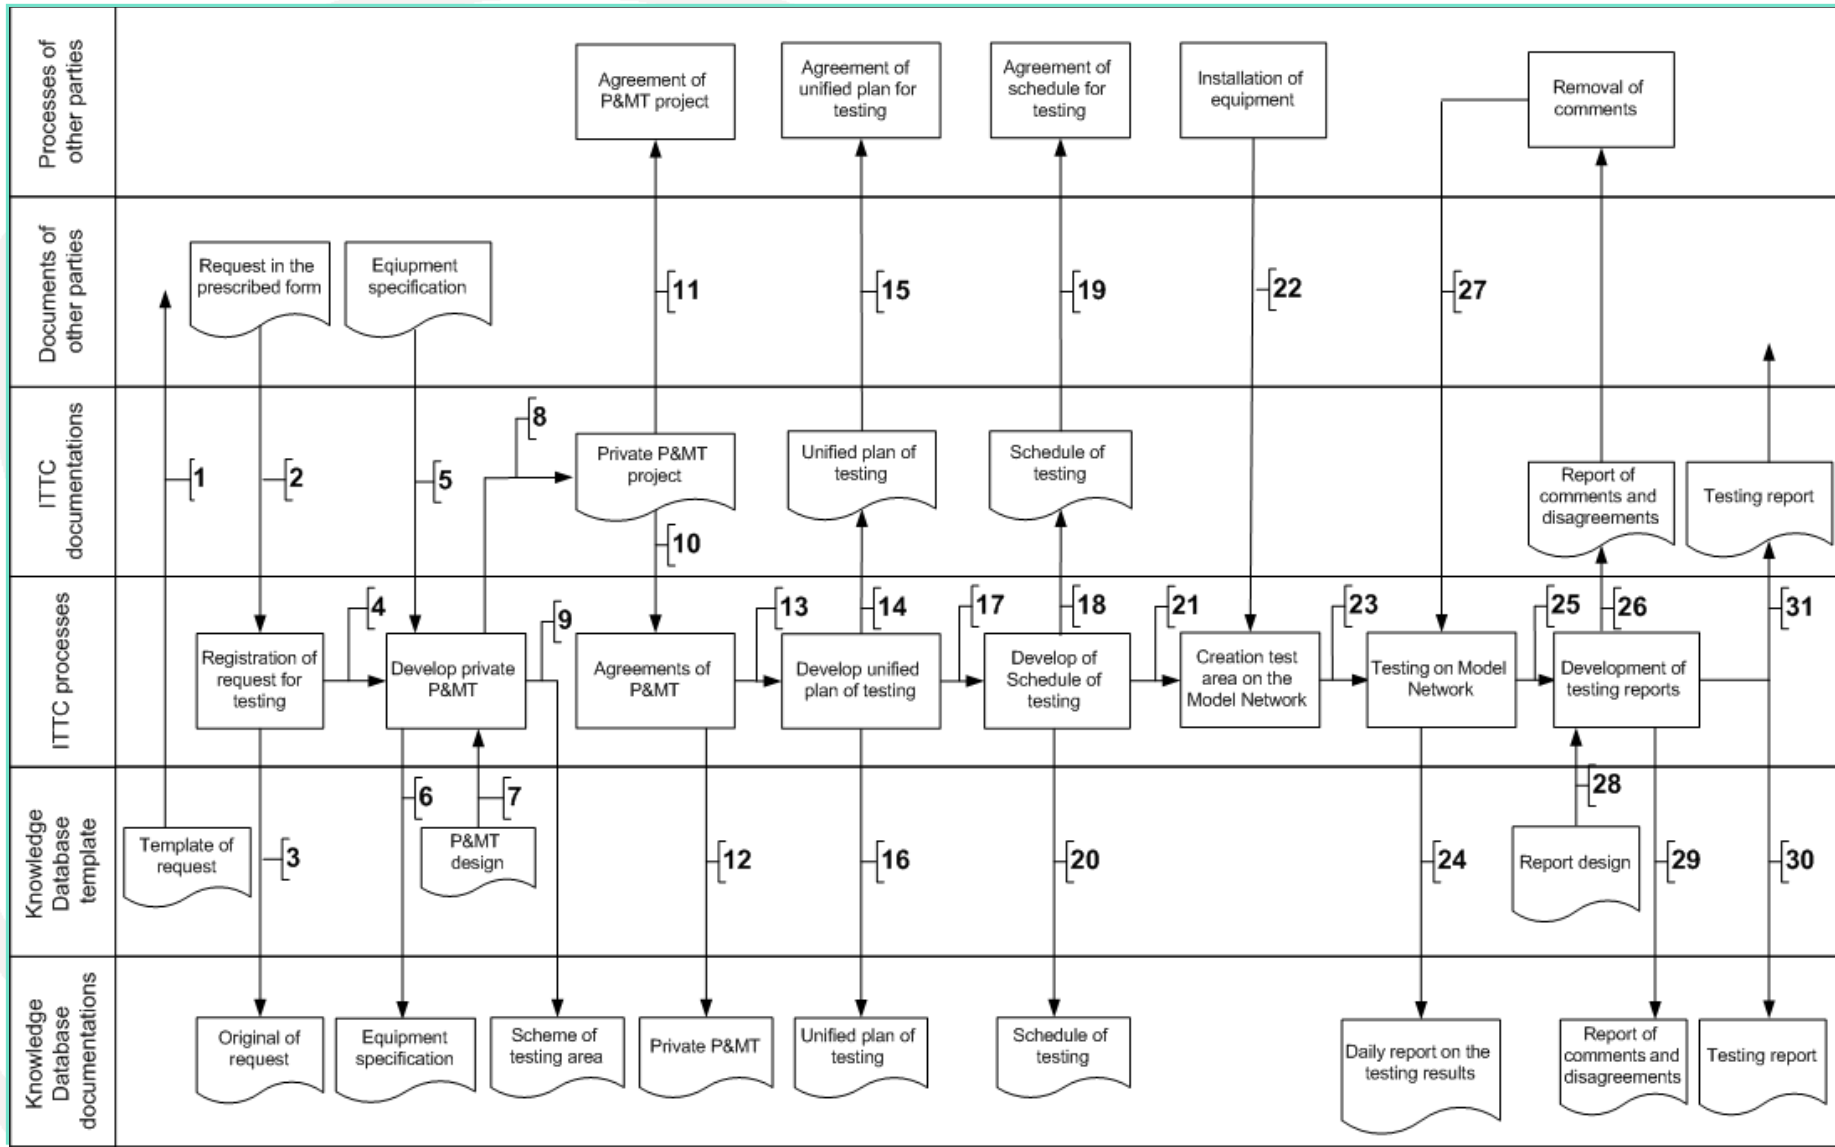 Processes of
other parties
Agreement of
P&MT project
Agreement of
unified plan for
testing
Agreement of
schedule for
testing
Installation of
equipment
Removal of
comments
Documents of
other parties
Request in the
prescribed form
Eqiupment
specification
11
15
19
22
27
ITTC
documentations
1
2
5
8
Private P&MT
project
10
Unified plan of
testing
Schedule of
testing
Report of
comments and
disagreements
Testing report
ITTC processes
Registration of
request for
testing
4
Develop private
P&MT
9
Agreements of
P&MT
13
Develop unified
plan of testing
14
17
Develop of
Schedule of
testing
18
21
Creation test
area on the
Model Network
23
Testing on Model
Network
25
Development of
testing reports
26
31
Knowledge
Database
template
Template of
request
3
6
7
P&MT
design
12
16
20
24
28
Report design
29
30
Knowledge
Database
documentations
Original of
request
Equipment
specification
Scheme of
testing area
Private P&MT
Unified plan of
testing
Schedule of
testing
Daily report on the
testing results
Report of
comments and
disagreements
Testing report